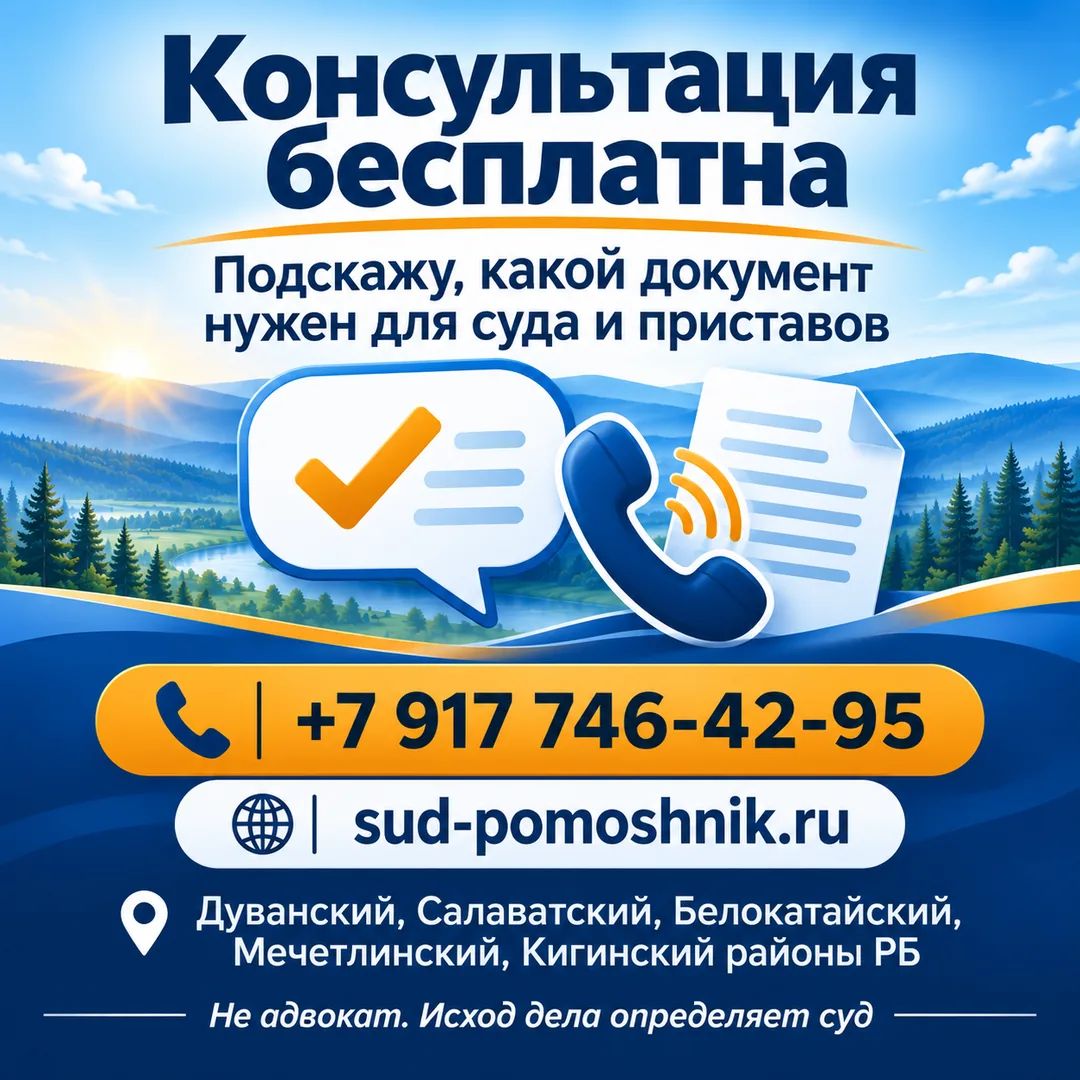 Консультация
бесплатна
Подскажу, какой документ
нужен для суда и приставов
+7 917 746-42-95
sud-pomoshnik.ru
Дуванский, Салаватский, Белокатайский,
Мечетлинский, Кигинский районы РБ
Не адвокат. Исход дела определяет суд